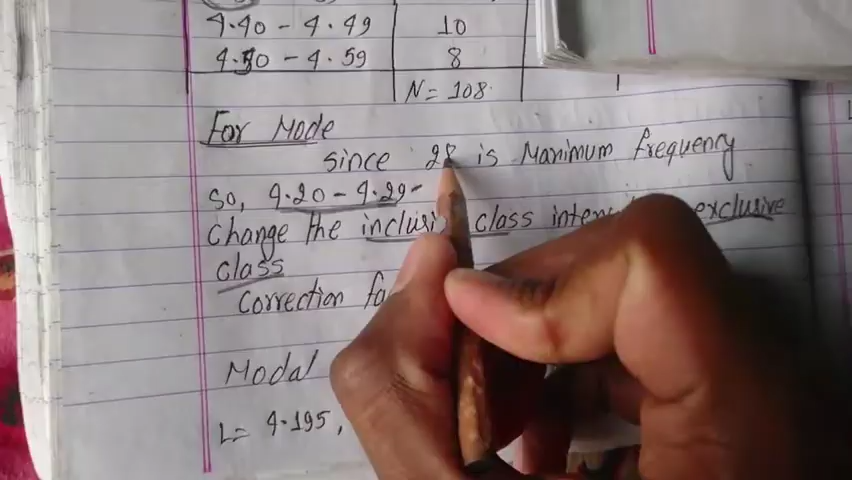 4.40 - 4.49 10
4.50 - 4.59 8
N = 108.
For Mode
since 28 is Maximum frequency
So, 4.20 - 4.29
change the inclusi class exclusive
class
correction
Modal
L = 4.195,